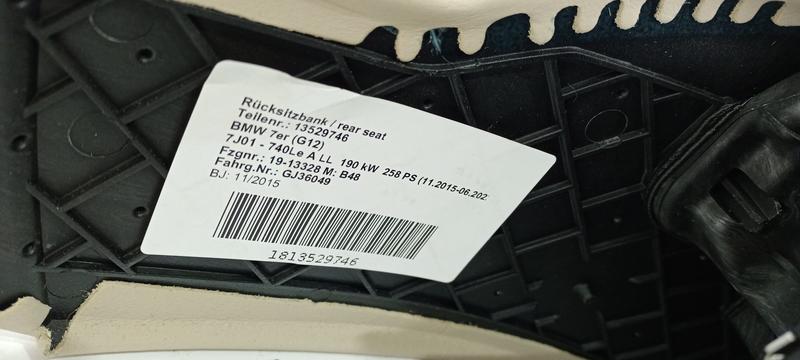 Rücksitzbank / rear seat
Teilenr.: 13529746
BMW 7er (G12)
7J01 - 740Le A LL 190 kW 258 PS (11.2015-06.202
Fzgnr.: 19-13328 M: B48
Fahrg.Nr.: GJ36049
BJ: 11/2015
1813529746